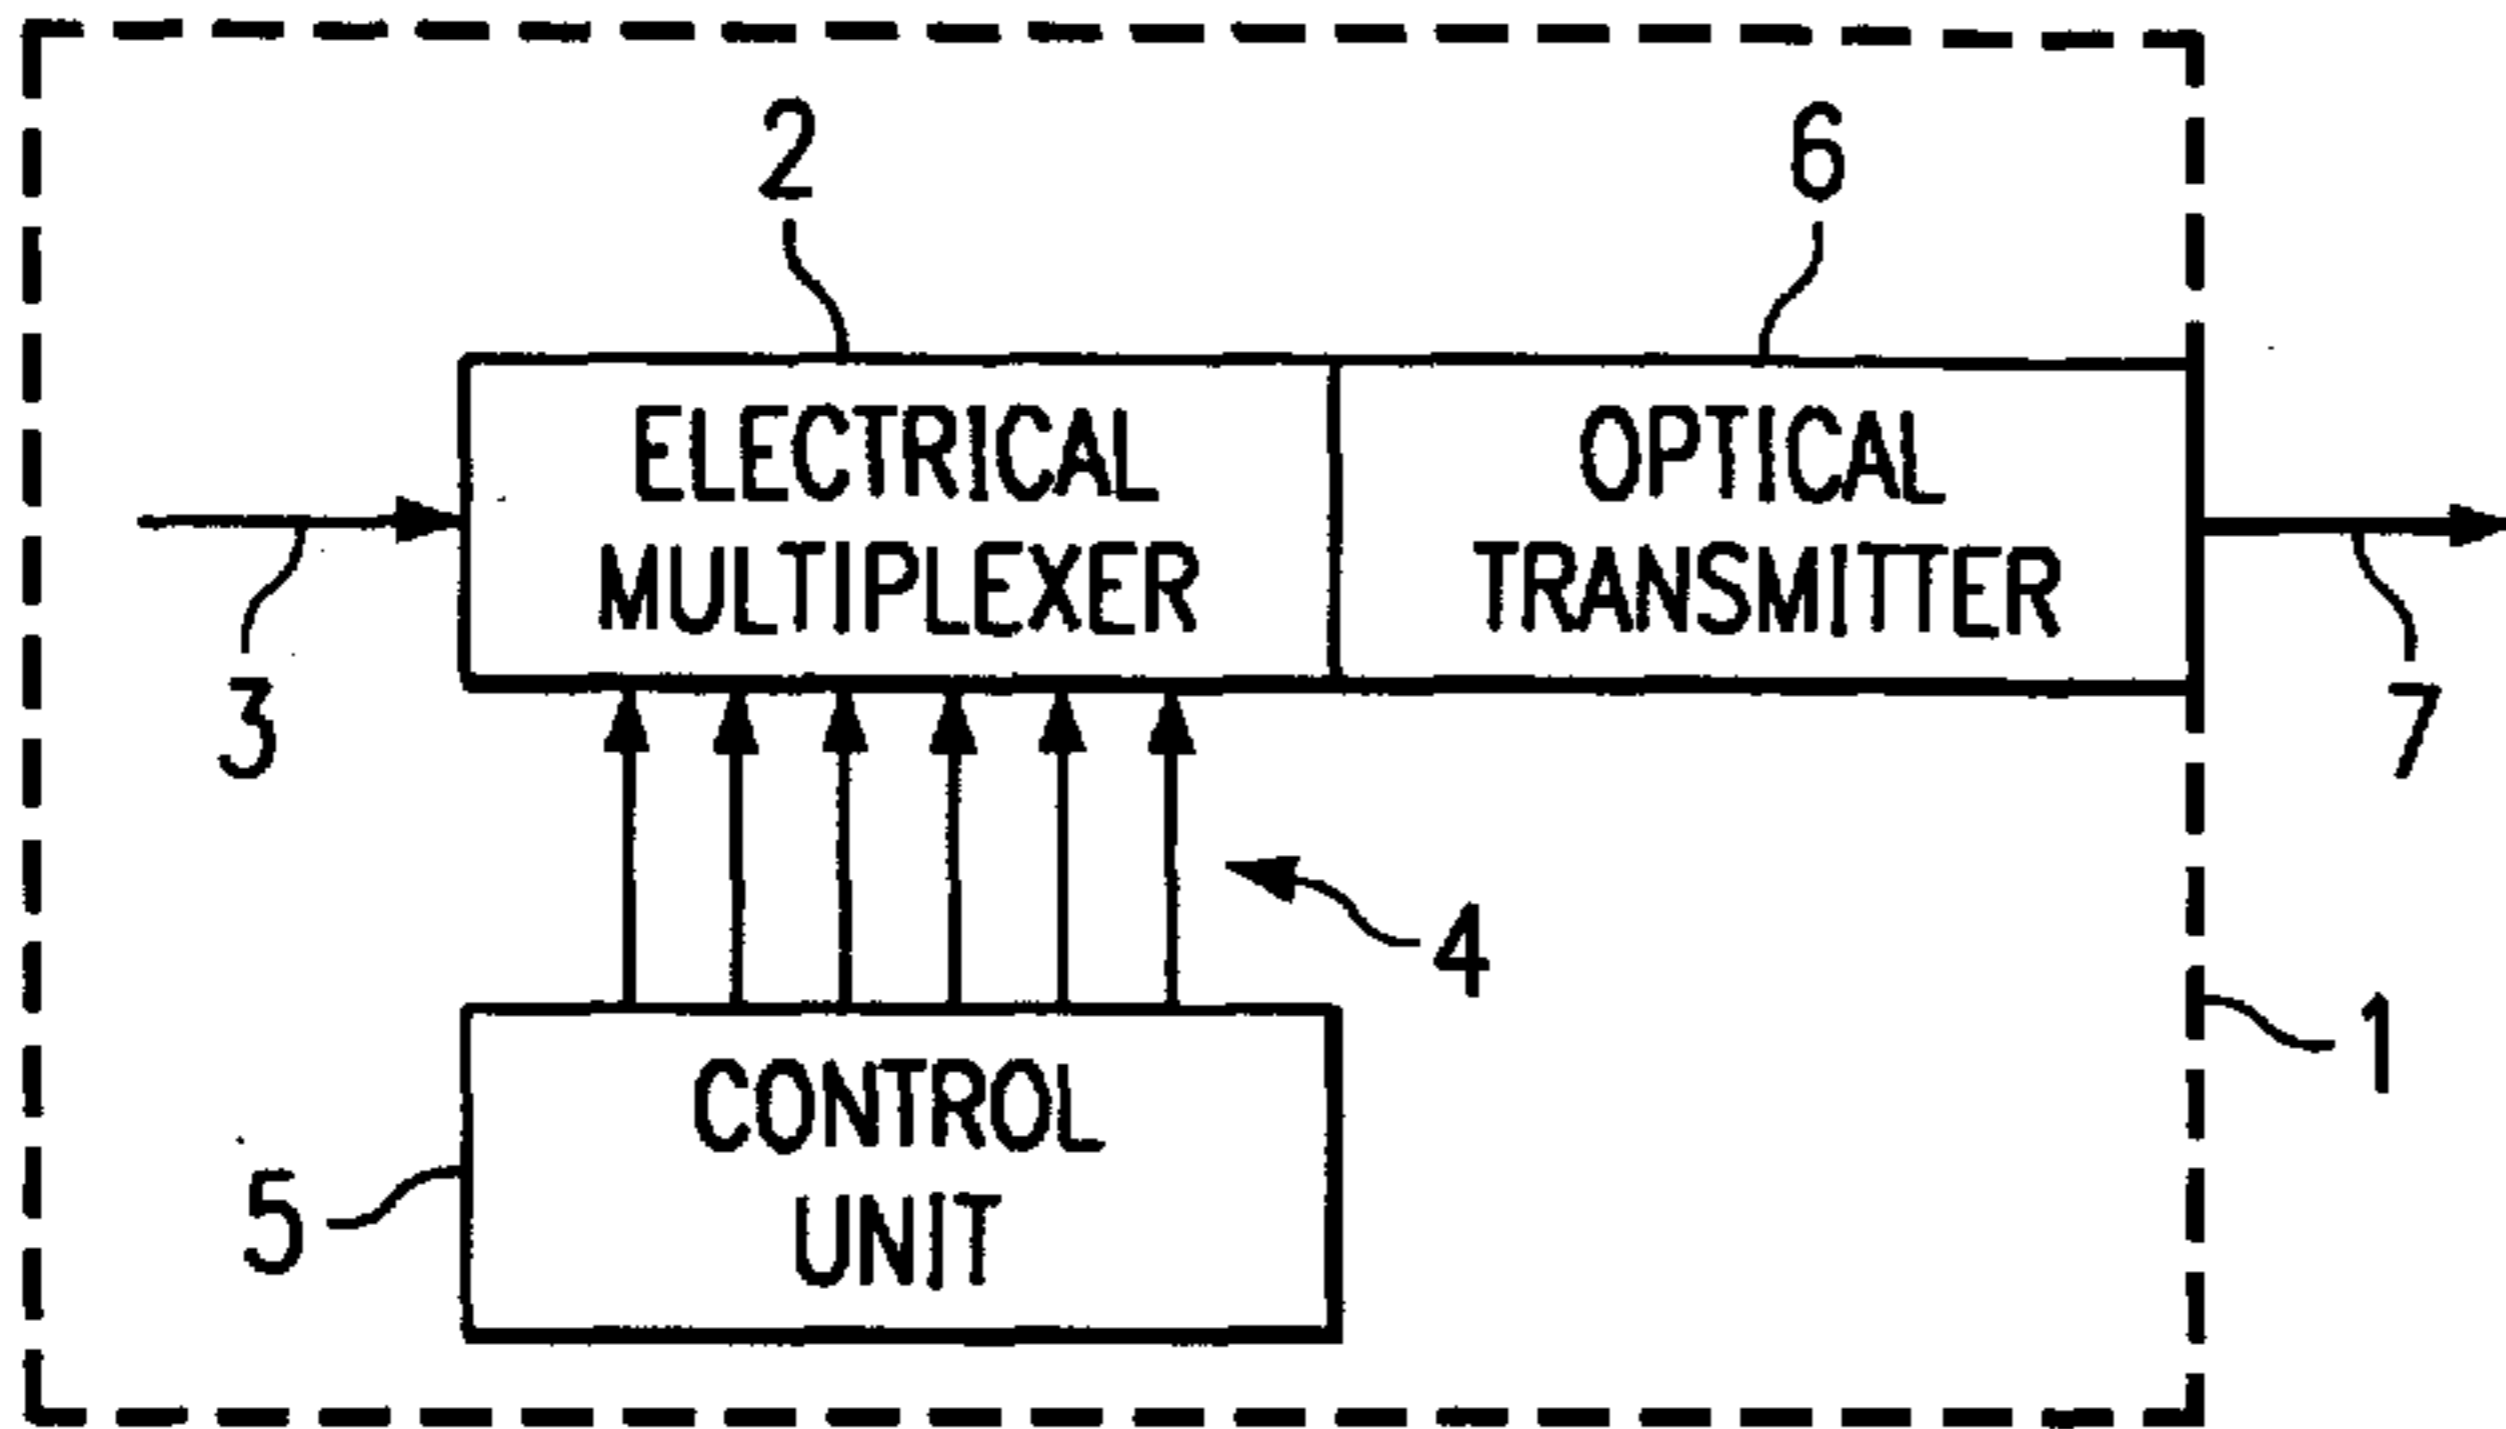 2
6
ELECTRICAL
MULTIPLEXER
OPTICAL
TRANSMITTER
3
7
4
1
CONTROL
UNIT
5